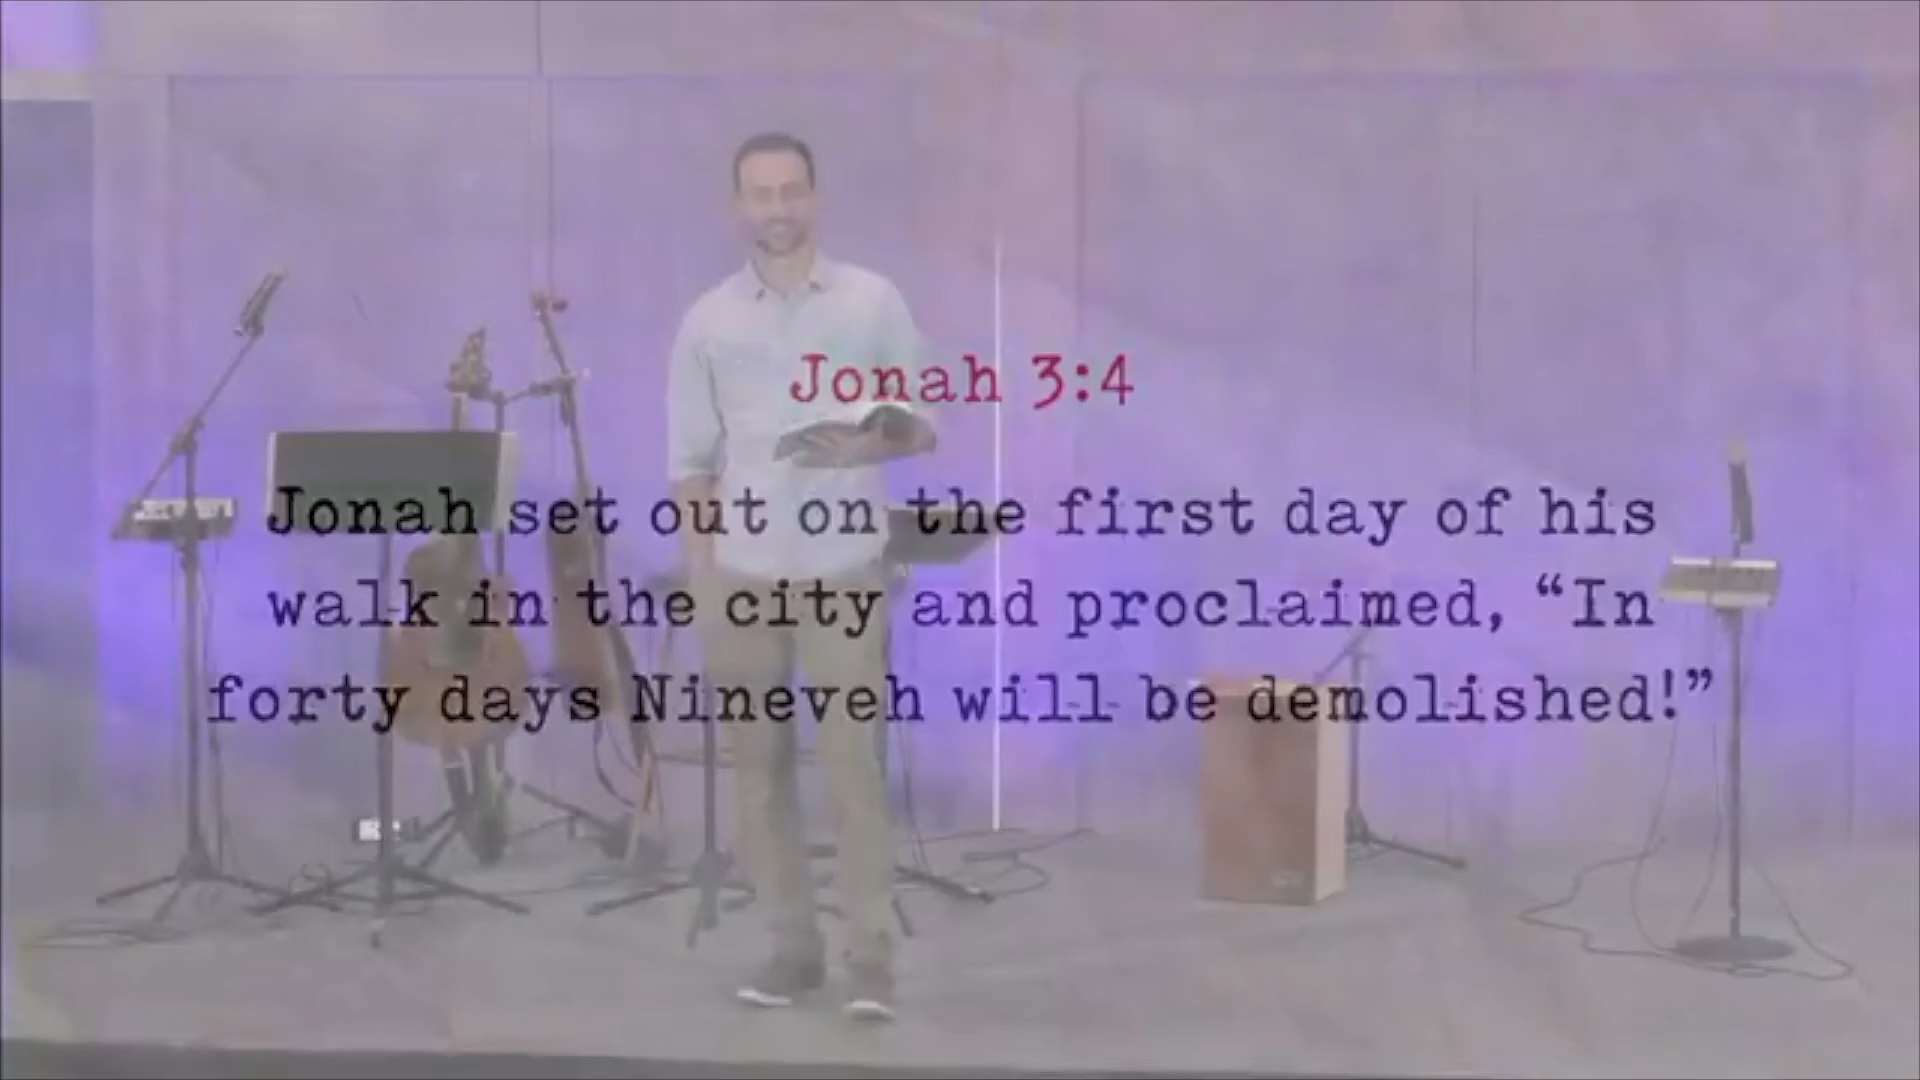 Jonah 3:4
Jonah set out on the first day of his
walk in the city and proclaimed, “In
forty days Nineveh will be demolished!”